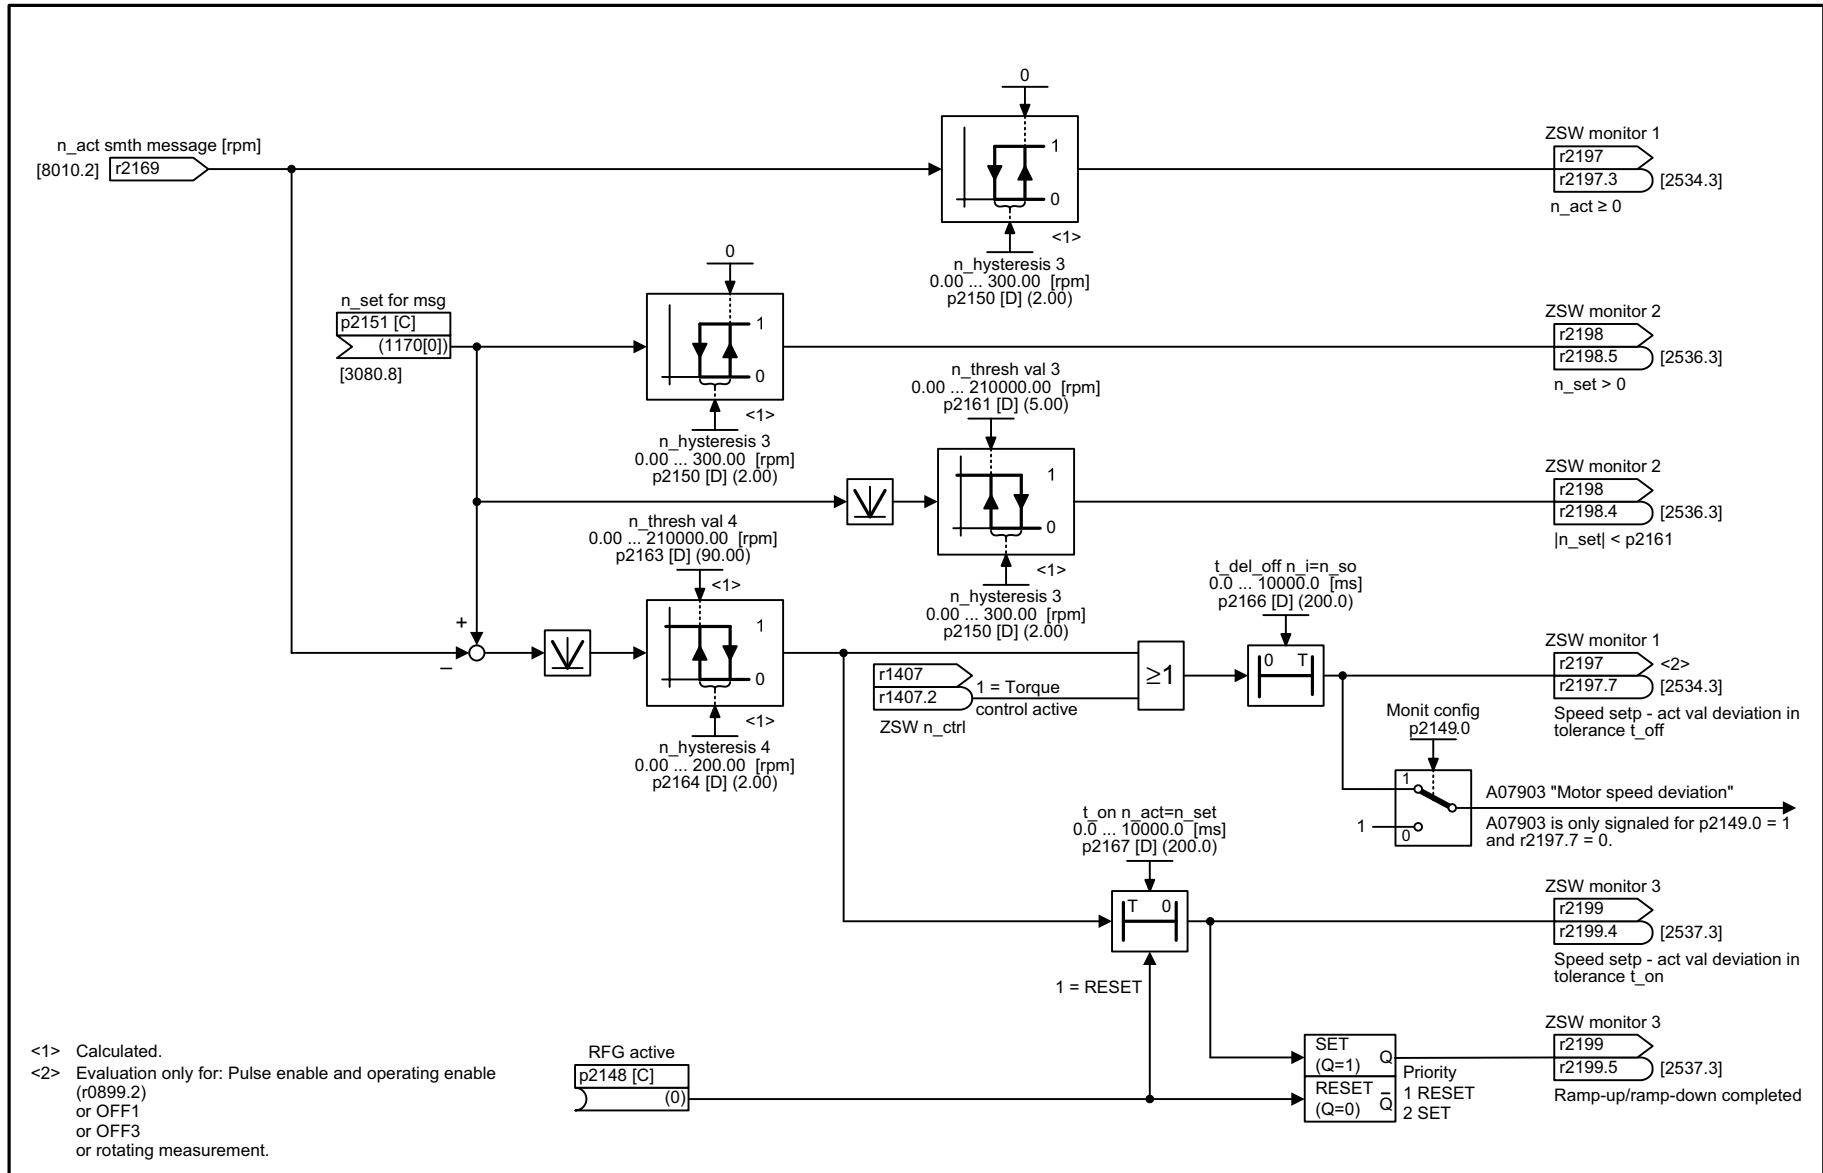 0
n_act smth message [rpm]
[8010.2] r2169
1
0
<1>
n_hysteresis 3
0.00 ... 300.00 [rpm]
p2150 [D] (2.00)
ZSW monitor 1
r2197
r2197.3 [2534.3]
n_act ≥ 0
0
n_set for msg
p2151 [C]
(1170[0])
[3080.8]
1
0
<1>
n_hysteresis 3
0.00 ... 300.00 [rpm]
p2150 [D] (2.00)
ZSW monitor 2
r2198
r2198.5 [2536.3]
n_set > 0
n_thresh val 3
0.00 ... 210000.00 [rpm]
p2161 [D] (5.00)
1
0
<1>
n_hysteresis 3
0.00 ... 300.00 [rpm]
p2150 [D] (2.00)
ZSW monitor 2
r2198
r2198.4 [2536.3]
|n_set| < p2161
n_thresh val 4
0.00 ... 210000.00 [rpm]
p2163 [D] (90.00)
<1>
+
–
1
0
<1>
n_hysteresis 4
0.00 ... 200.00 [rpm]
p2164 [D] (2.00)
r1407
r1407.2
ZSW n_ctrl
1 = Torque
control active
≥1
t_del_off n_i=n_so
0.0 ... 10000.0 [ms]
p2166 [D] (200.0)
0 T
ZSW monitor 1
r2197 <2>
r2197.7 [2534.3]
Speed setp - act val deviation in
tolerance t_off
Monit config
p2149.0
1
1
0
A07903 "Motor speed deviation"
A07903 is only signaled for p2149.0 = 1
and r2197.7 = 0.
t_on n_act=n_set
0.0 ... 10000.0 [ms]
p2167 [D] (200.0)
T 0
1 = RESET
ZSW monitor 3
r2199
r2199.4 [2537.3]
Speed setp - act val deviation in
tolerance t_on
RFG active
p2148 [C]
(0)
SET Q
(Q=1)
RESET
(Q=0) Q̅
Priority
1 RESET
2 SET
ZSW monitor 3
r2199
r2199.5 [2537.3]
Ramp-up/ramp-down completed
<1> Calculated.
<2> Evaluation only for: Pulse enable and operating enable
(r0899.2)
or OFF1
or OFF3
or rotating measurement.